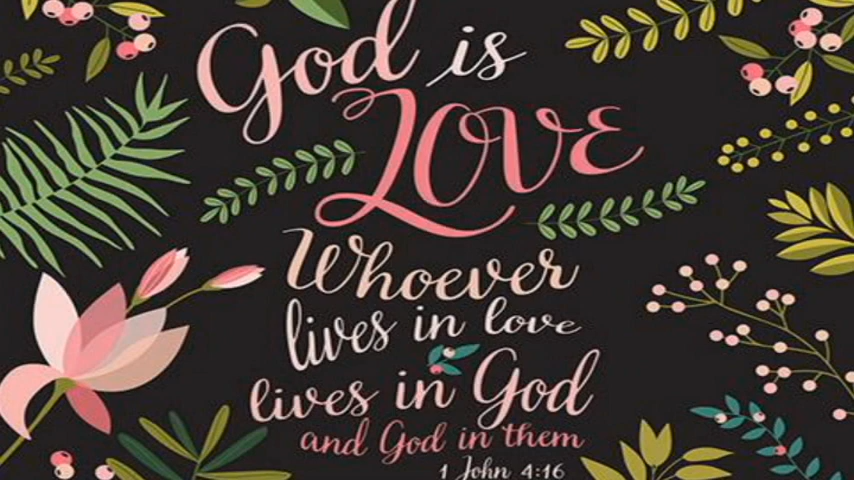 God is
LOVE
Whoever
lives in love
lives in God
and God in them
1 John 4:16